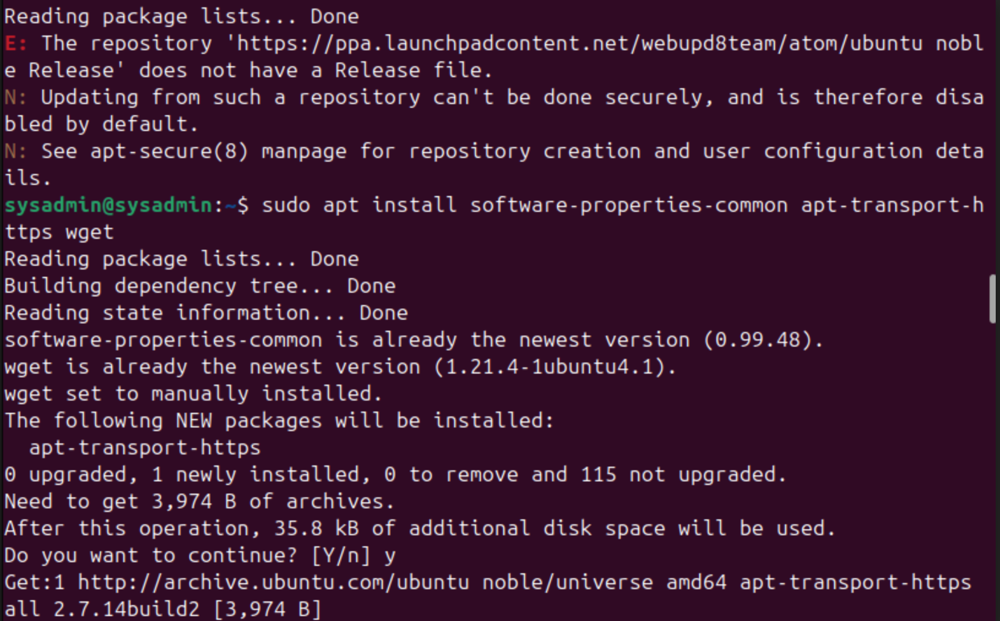 Reading package lists... Done
E: The repository 'https://ppa.launchpadcontent.net/webupd8team/atom/ubuntu nobl
e Release' does not have a Release file.
N: Updating from such a repository can't be done securely, and is therefore disa
bled by default.
N: See apt-secure(8) manpage for repository creation and user configuration deta
ils.
sysadmin@sysadmin:~$ sudo apt install software-properties-common apt-transport-h
ttps wget
Reading package lists... Done
Building dependency tree... Done
Reading state information... Done
software-properties-common is already the newest version (0.99.48).
wget is already the newest version (1.21.4-1ubuntu4.1).
wget set to manually installed.
The following NEW packages will be installed:
  apt-transport-https
0 upgraded, 1 newly installed, 0 to remove and 115 not upgraded.
Need to get 3,974 B of archives.
After this operation, 35.8 kB of additional disk space will be used.
Do you want to continue? [Y/n] y
Get:1 http://archive.ubuntu.com/ubuntu noble/universe amd64 apt-transport-https
all 2.7.14build2 [3,974 B]